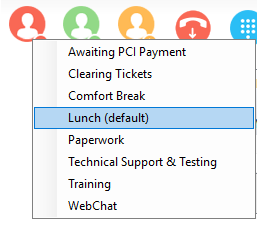 Awaiting PCI Payment
Clearing Tickets
Comfort Break
Lunch (default)
Paperwork
Technical Support & Testing
Training
WebChat